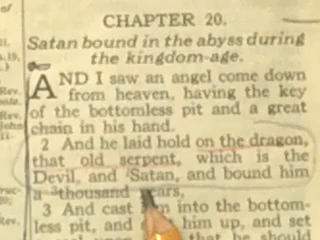 CHAPTER 20.
Satan bound in the abyss during
the kingdom-age.
AND I saw an angel come down
from heaven, having the key
of the bottomless pit and a great
chain in his hand.
2 And he laid hold on the dragon,
that old serpent, which is the
Devil, and Satan, and bound him
a thousand years,
3 And cast him into the bottom-
less pit, and him up, and set
that he should